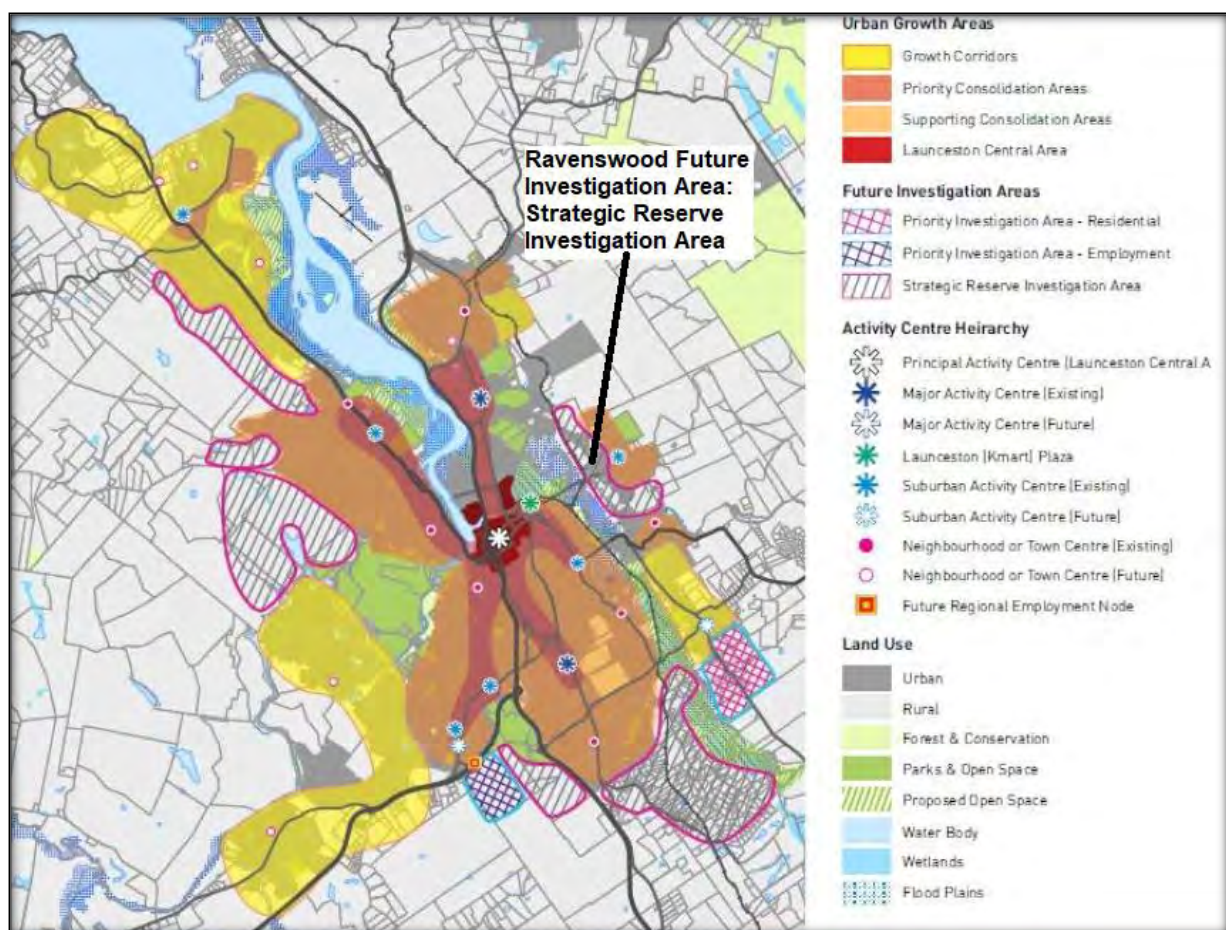 Ravenswood Future
Investigation Area:
Strategic Reserve
Investigation Area
Urban Growth Areas
Growth Corridors
Priority Consolidation Areas
Supporting Consolidation Areas
Launceston Central Area
Future Investigation Areas
Priority Investigation Area - Residential
Priority Investigation Area - Employment
Strategic Reserve Investigation Area
Activity Centre Heirarchy
Principal Activity Centre (Launceston Central A
Major Activity Centre (Existing)
Major Activity Centre (Future)
Launceston (Kmart) Plaza
Suburban Activity Centre (Existing)
Suburban Activity Centre (Future)
Neighbourhood or Town Centre (Existing)
Neighbourhood or Town Centre (Future)
Future Regional Employment Node
Land Use
Urban
Rural
Forest & Conservation
Parks & Open Space
Proposed Open Space
Water Body
Wetlands
Flood Plains